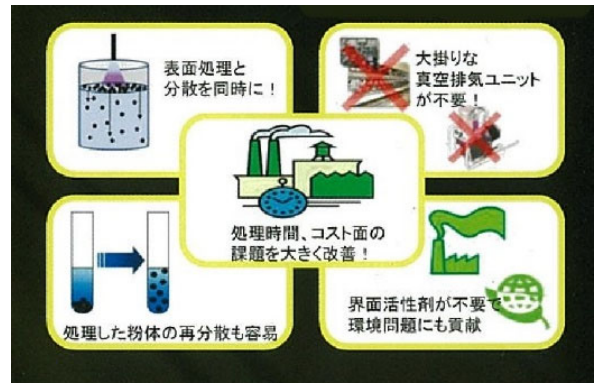 表面処理と
分散を同時に！
大掛りな
真空排気ユニット
が不要！
処理時間、コスト面の
課題を大きく改善！
処理した粉体の再分散も容易
界面活性剤が不要で
環境問題にも貢献